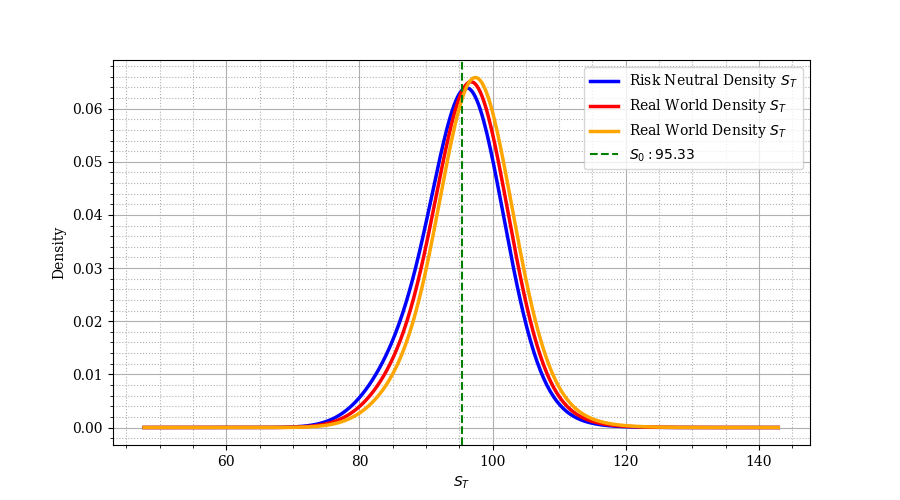 Risk Neutral Density S_T
Real World Density S_T
Real World Density S_T
S_0 : 95.33
Density
0.06
0.05
0.04
0.03
0.02
0.01
0.00
60 80 100 120 140
S_T